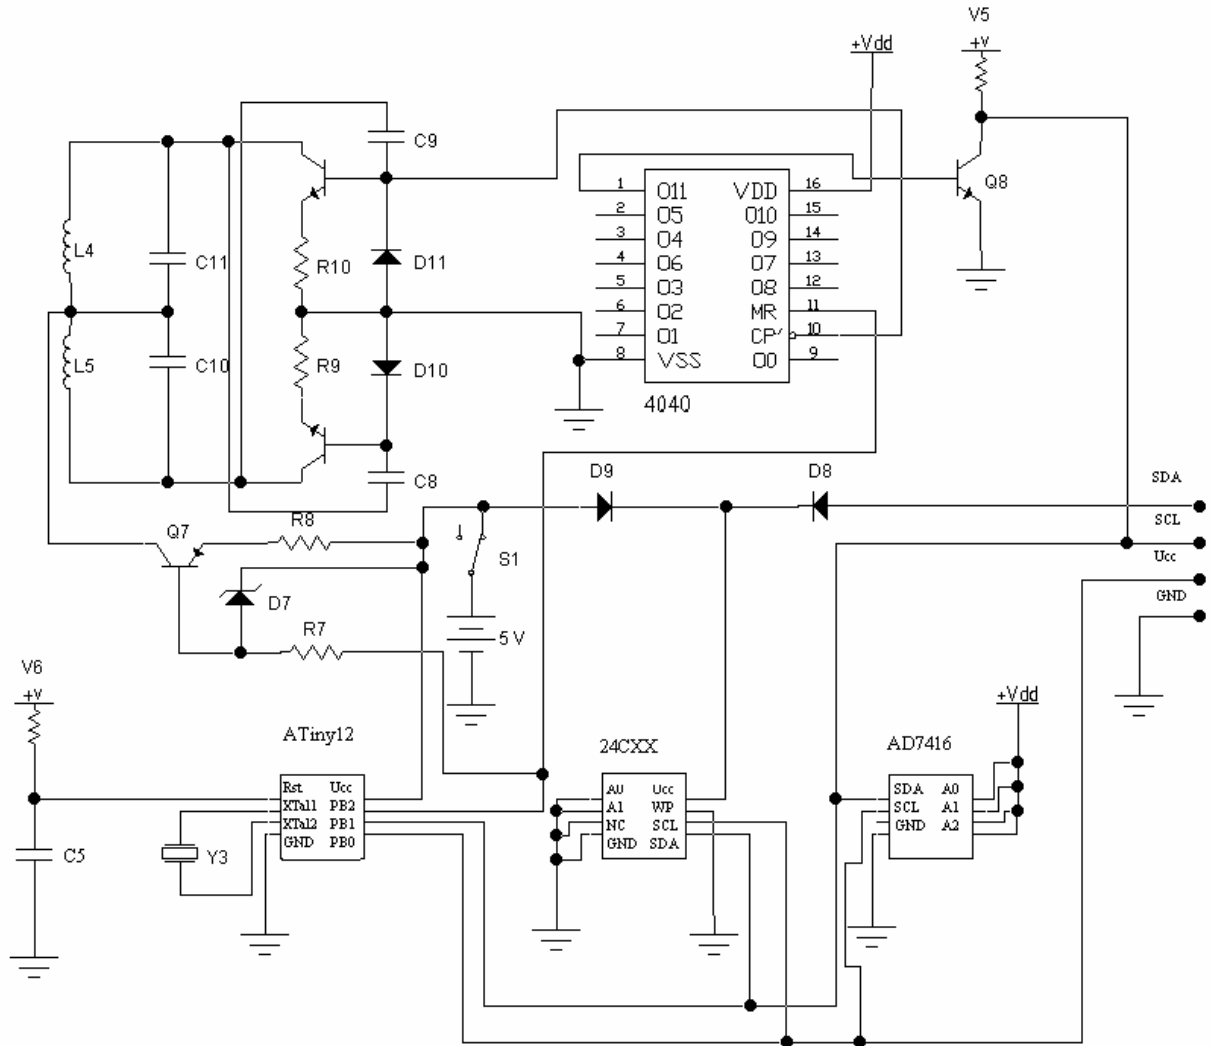 V5
+V
+Vdd
C9
Q8
1 O11 VDD 16
2 O5 O10 15
3 O4 O9 14
4 O6 O7 13
5 O3 O8 12
6 O2 MR 11
7 O1 CP' 10
8 VSS O0 9
4040
L4
C11
R10
D11
L5
C10
R9
D10
C8
D9
D8
SDA
SCL
Ucc
GND
Q7
R8
S1
D7
R7
5 V
V6
+V
+Vdd
ATiny12
24CXX
AD7416
Rst Ucc
XTal1 PB2
XTal2 PB1
GND PB0
A0 Ucc
A1 WP
NC SCL
GND SDA
SDA A0
SCL A1
GND A2
C5
Y3